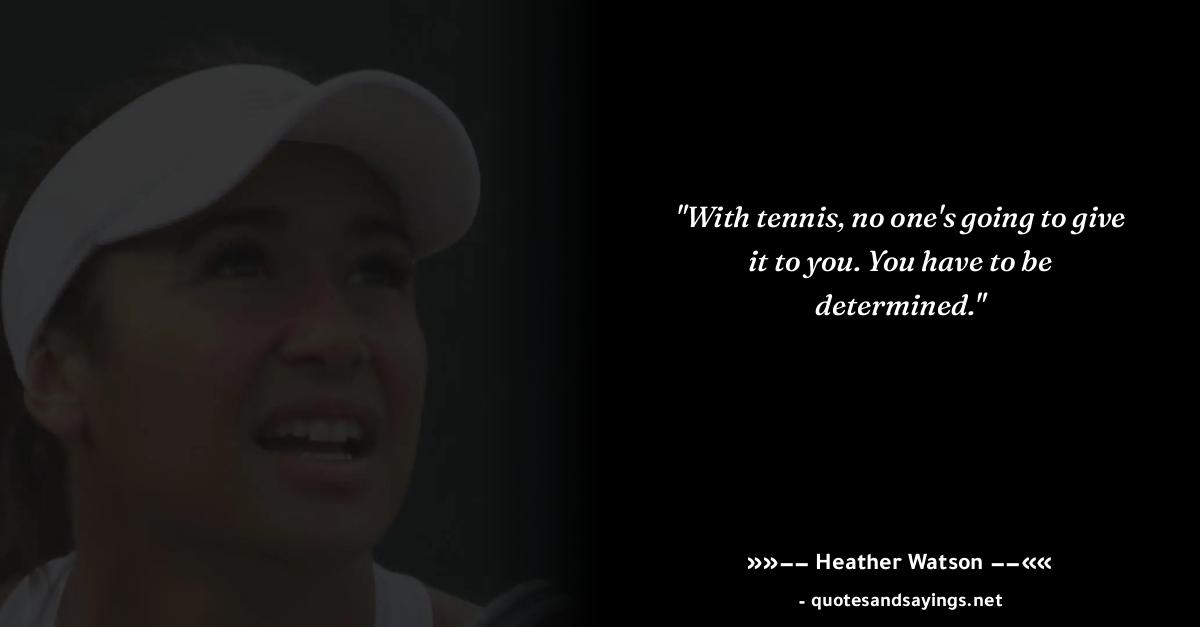 "With tennis, no one's going to give
it to you. You have to be
determined."
»»–– Heather Watson ––««
- quotesandsayings.net